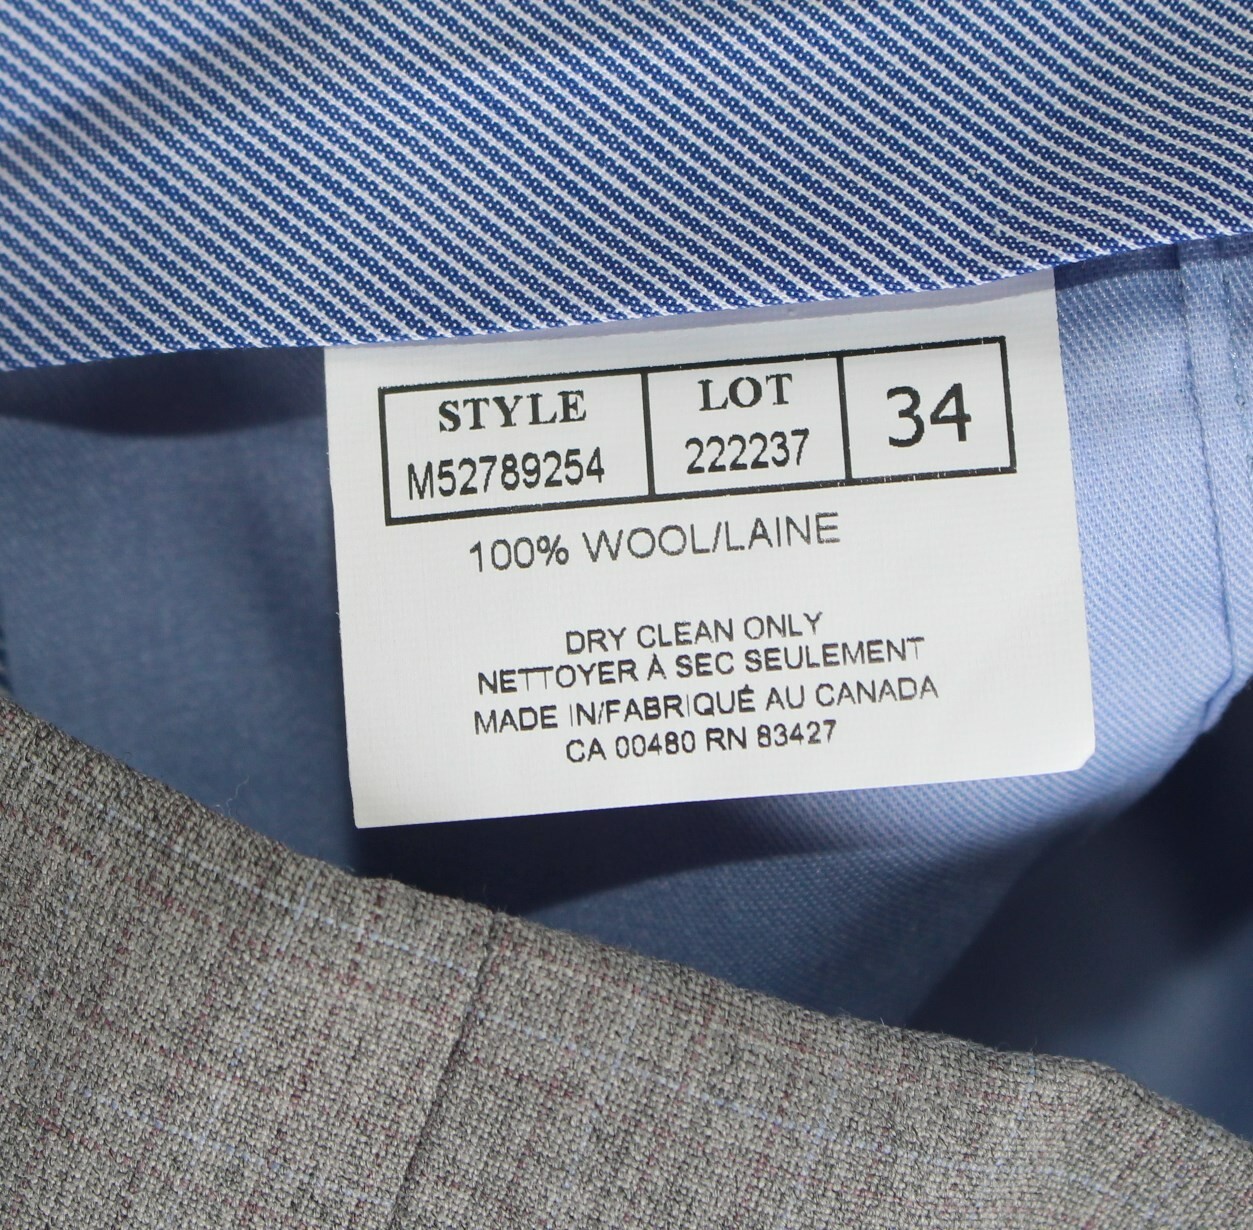 STYLE LOT 34
M52789254 222237
100% WOOL/LAINE
DRY CLEAN ONLY
NETTOYER À SEC SEULEMENT
MADE IN/FABRIQUÉ AU CANADA
CA 00480 RN 83427